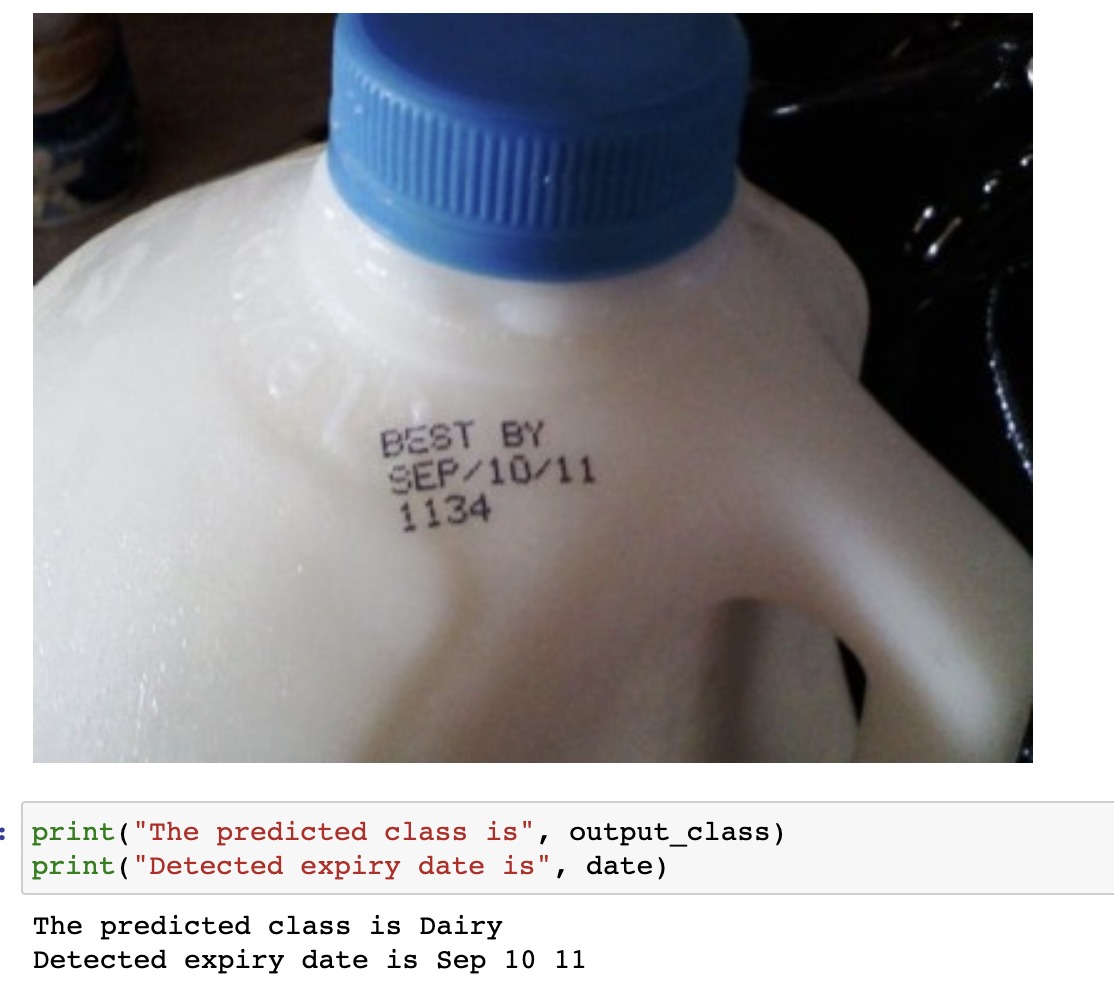 BEST BY
SEP/10/11
1134
: print("The predicted class is", output_class)
print("Detected expiry date is", date)
The predicted class is Dairy
Detected expiry date is Sep 10 11